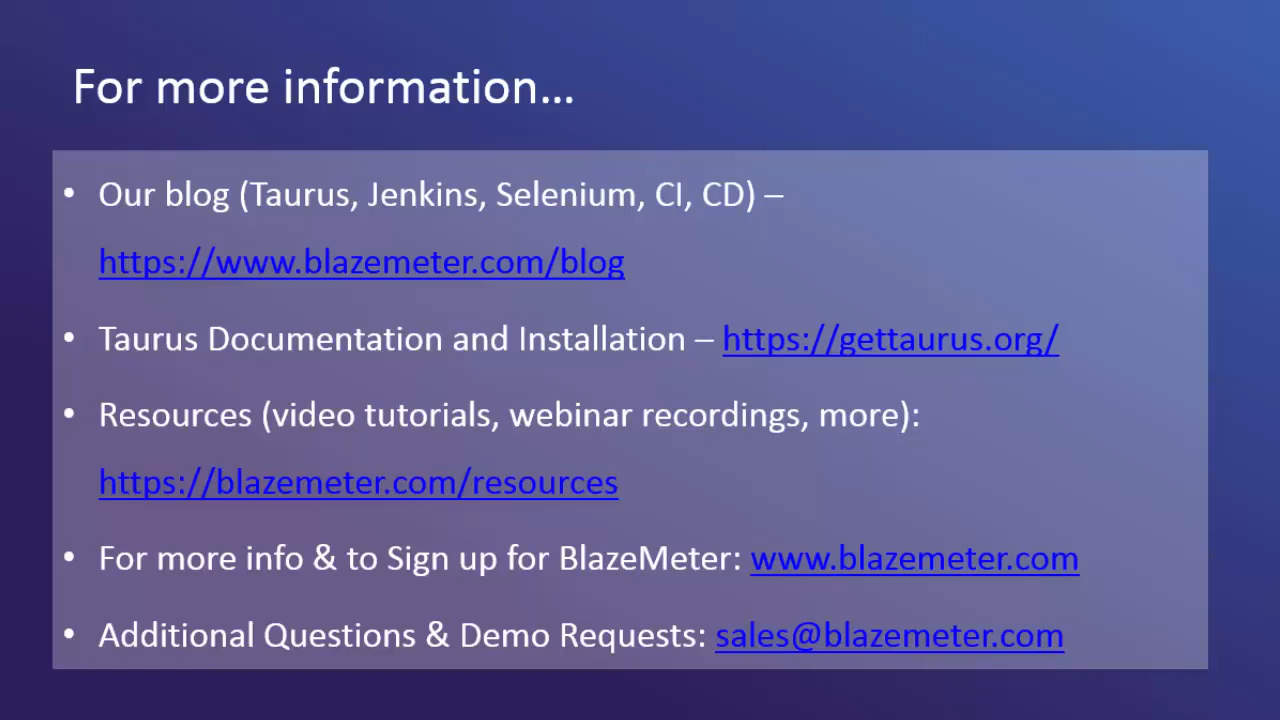 For more information...
• Our blog (Taurus, Jenkins, Selenium, CI, CD) –
https://www.blazemeter.com/blog
• Taurus Documentation and Installation – https://gettaurus.org/
• Resources (video tutorials, webinar recordings, more):
https://blazemeter.com/resources
• For more info & to Sign up for BlazeMeter: www.blazemeter.com
• Additional Questions & Demo Requests: sales@blazemeter.com